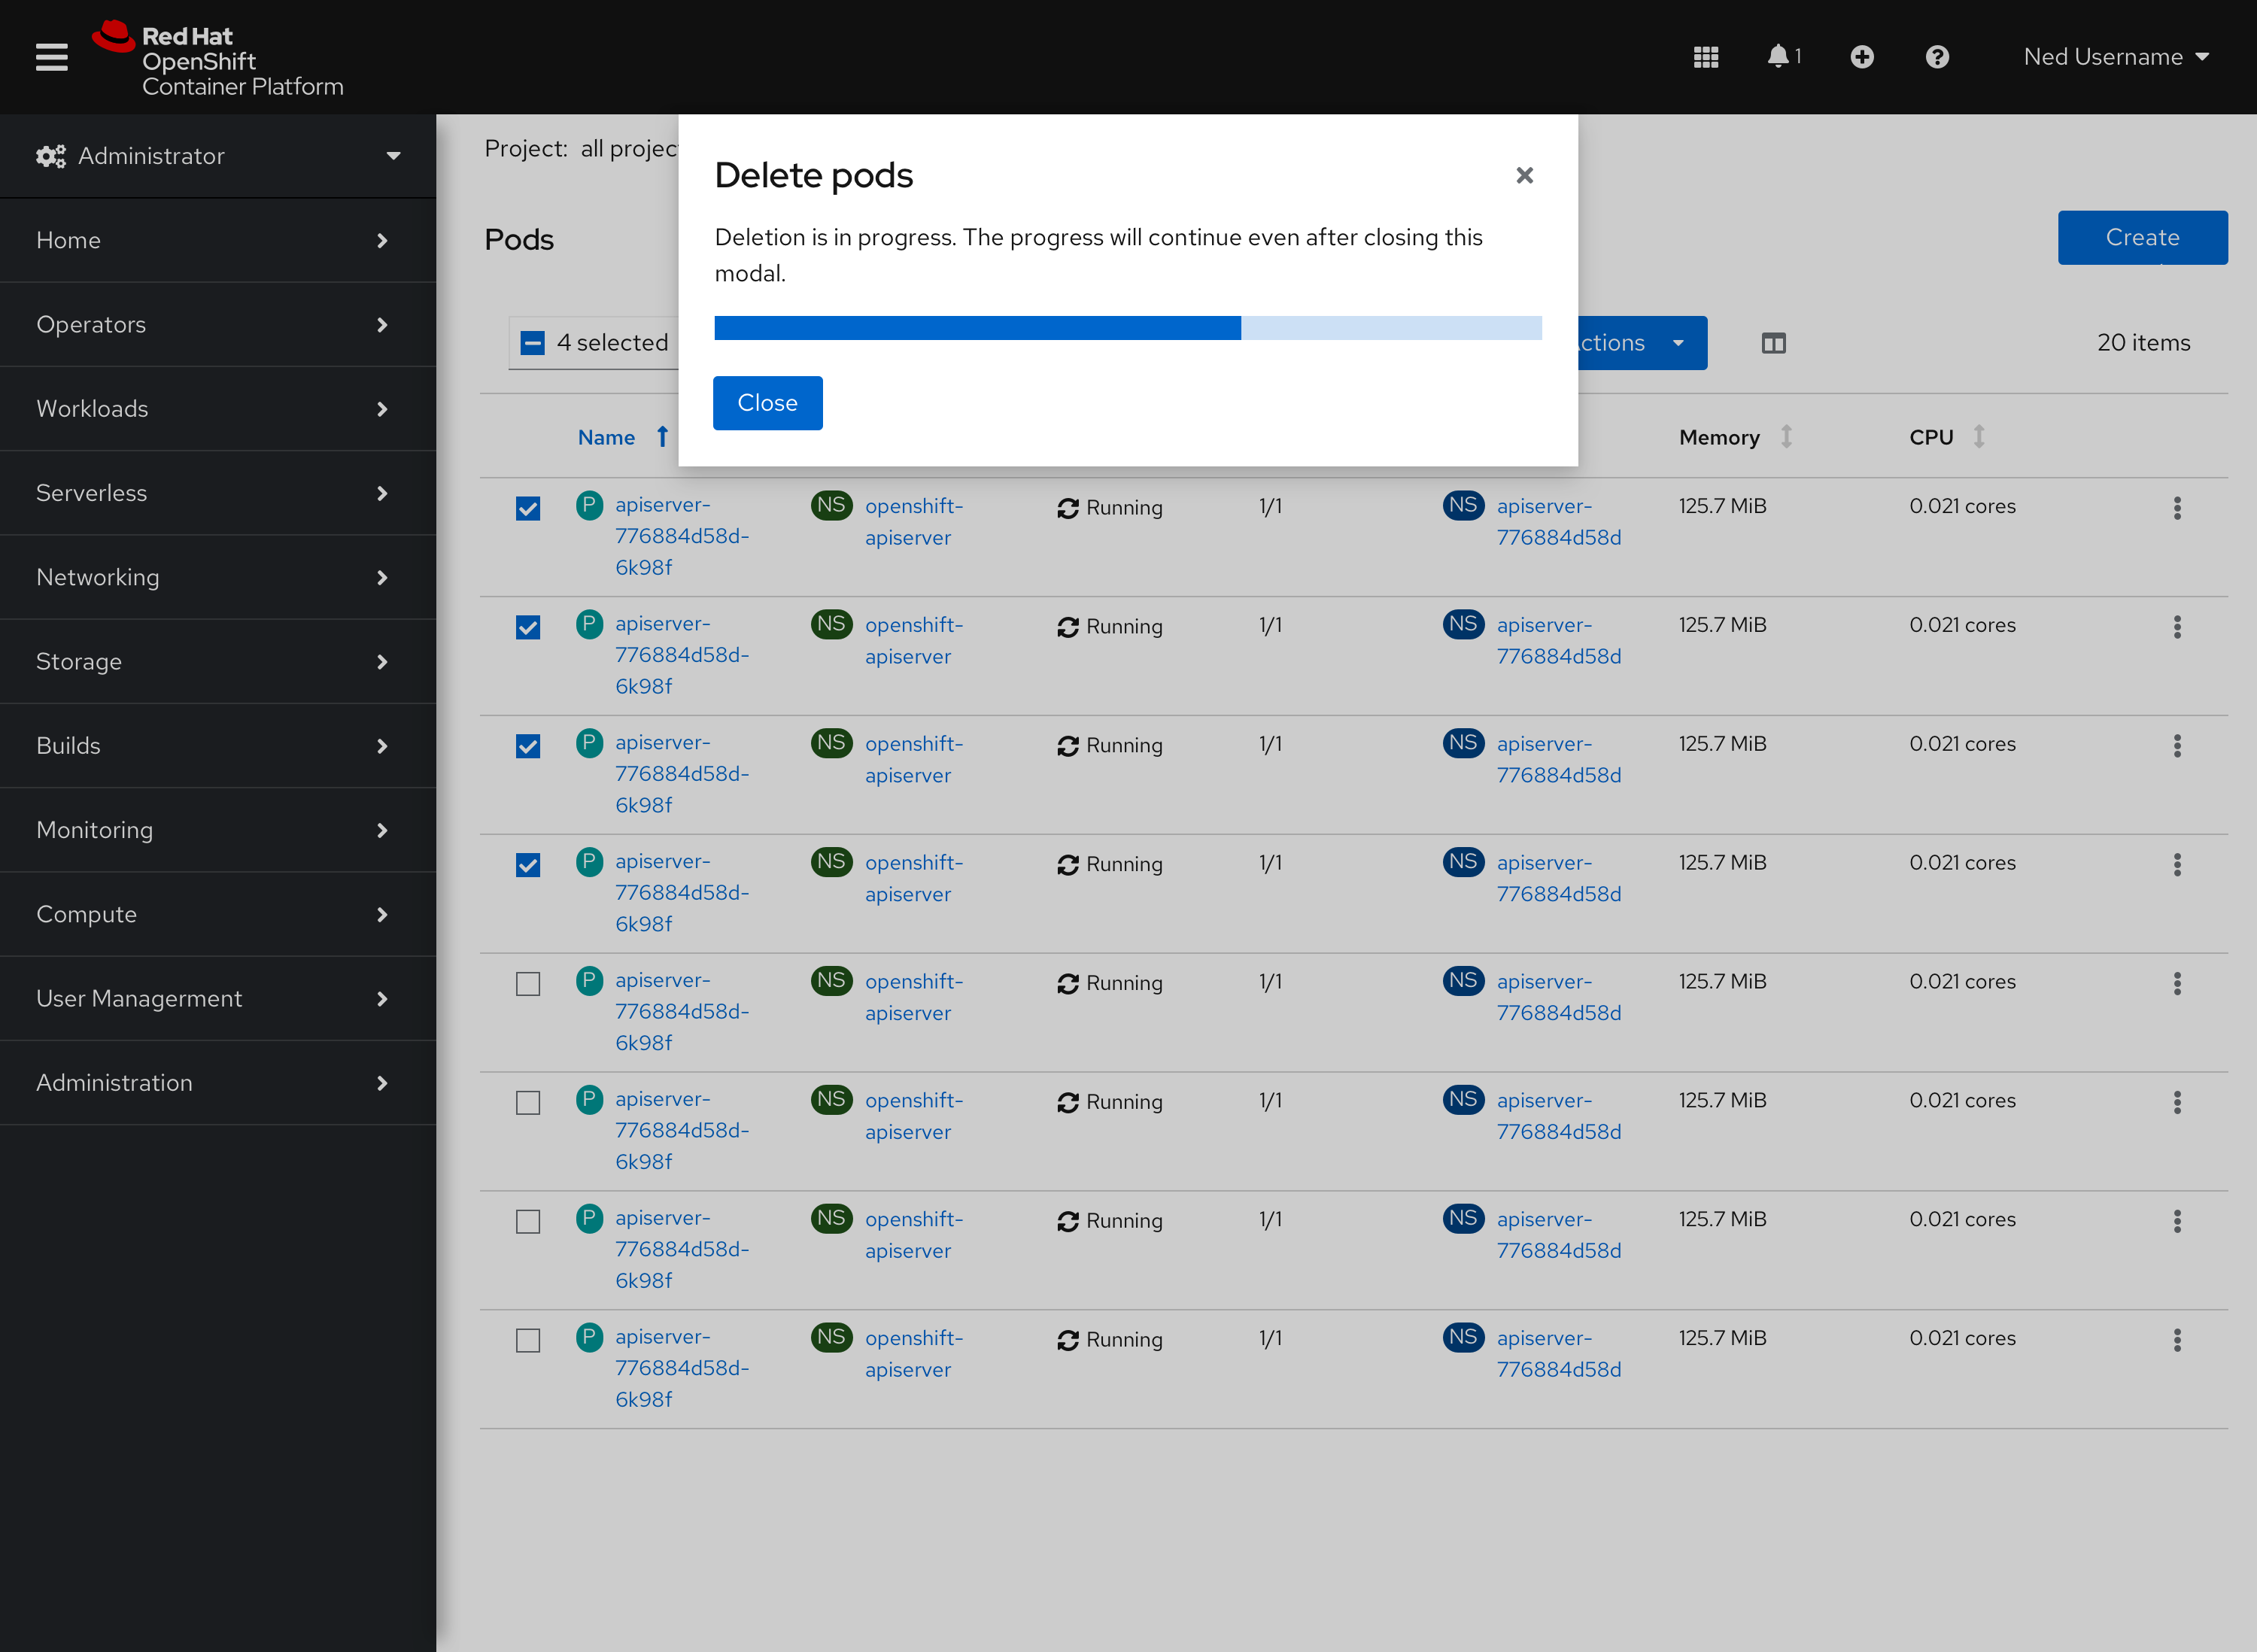 Red Hat
OpenShift
Container Platform
1
Ned Username
Administrator
Home
Operators
Workloads
Serverless
Networking
Storage
Builds
Monitoring
Compute
User Managerment
Administration
Project: all
Pods
Create
4 selected
20 items
Delete pods
Deletion is in progress. The progress will continue even after closing this
modal.
Close
Name
Memory
CPU
P apiserver- NS openshift- Running 1/1 NS apiserver- 125.7 MiB 0.021 cores
776884d58d- apiserver 776884d58d
6k98f
P apiserver- NS openshift- Running 1/1 NS apiserver- 125.7 MiB 0.021 cores
776884d58d- apiserver 776884d58d
6k98f
P apiserver- NS openshift- Running 1/1 NS apiserver- 125.7 MiB 0.021 cores
776884d58d- apiserver 776884d58d
6k98f
P apiserver- NS openshift- Running 1/1 NS apiserver- 125.7 MiB 0.021 cores
776884d58d- apiserver 776884d58d
6k98f
P apiserver- NS openshift- Running 1/1 NS apiserver- 125.7 MiB 0.021 cores
776884d58d- apiserver 776884d58d
6k98f
P apiserver- NS openshift- Running 1/1 NS apiserver- 125.7 MiB 0.021 cores
776884d58d- apiserver 776884d58d
6k98f
P apiserver- NS openshift- Running 1/1 NS apiserver- 125.7 MiB 0.021 cores
776884d58d- apiserver 776884d58d
6k98f
P apiserver- NS openshift- Running 1/1 NS apiserver- 125.7 MiB 0.021 cores
776884d58d- apiserver 776884d58d
6k98f